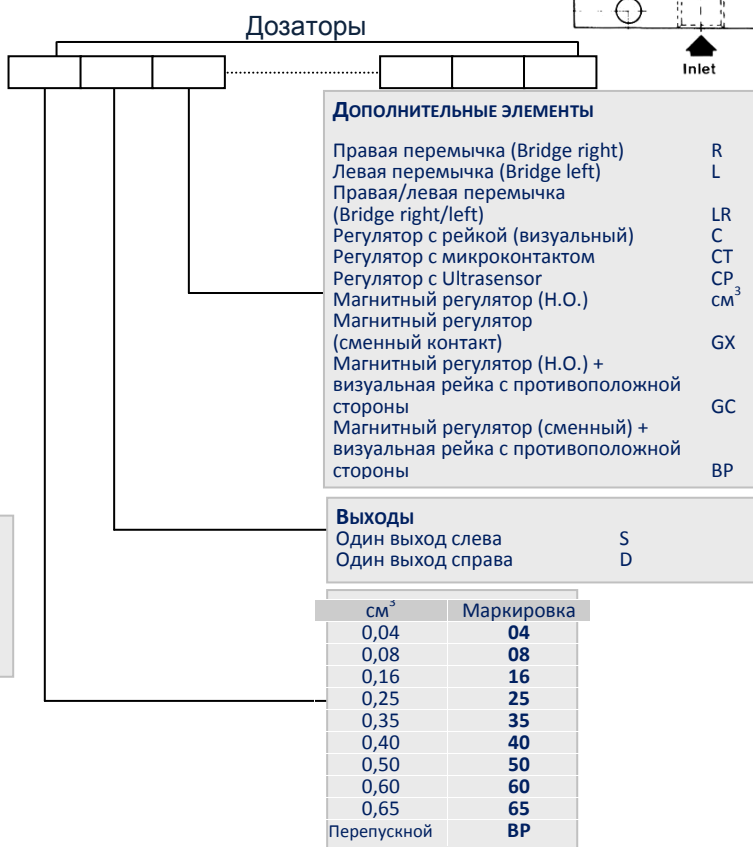 Дозаторы
Inlet
Дополнительные элементы
Правая перемычка (Bridge right) R
Левая перемычка (Bridge left) L
Правая/левая перемычка
(Bridge right/left) LR
Регулятор с рейкой (визуальный) C
Регулятор с микроконтактом CT
Регулятор с Ultrasensor CP
Магнитный регулятор (Н.О.) см³
Магнитный регулятор
(сменный контакт) GX
Магнитный регулятор (Н.О.) +
визуальная рейка с противоположной
стороны GC
Магнитный регулятор (сменный) +
визуальная рейка с противоположной
стороны BP
Выходы
Один выход слева S
Один выход справа D
см³ Маркировка
0,04 04
0,08 08
0,16 16
0,25 25
0,35 35
0,40 40
0,50 50
0,60 60
0,65 65
Перепускной BP